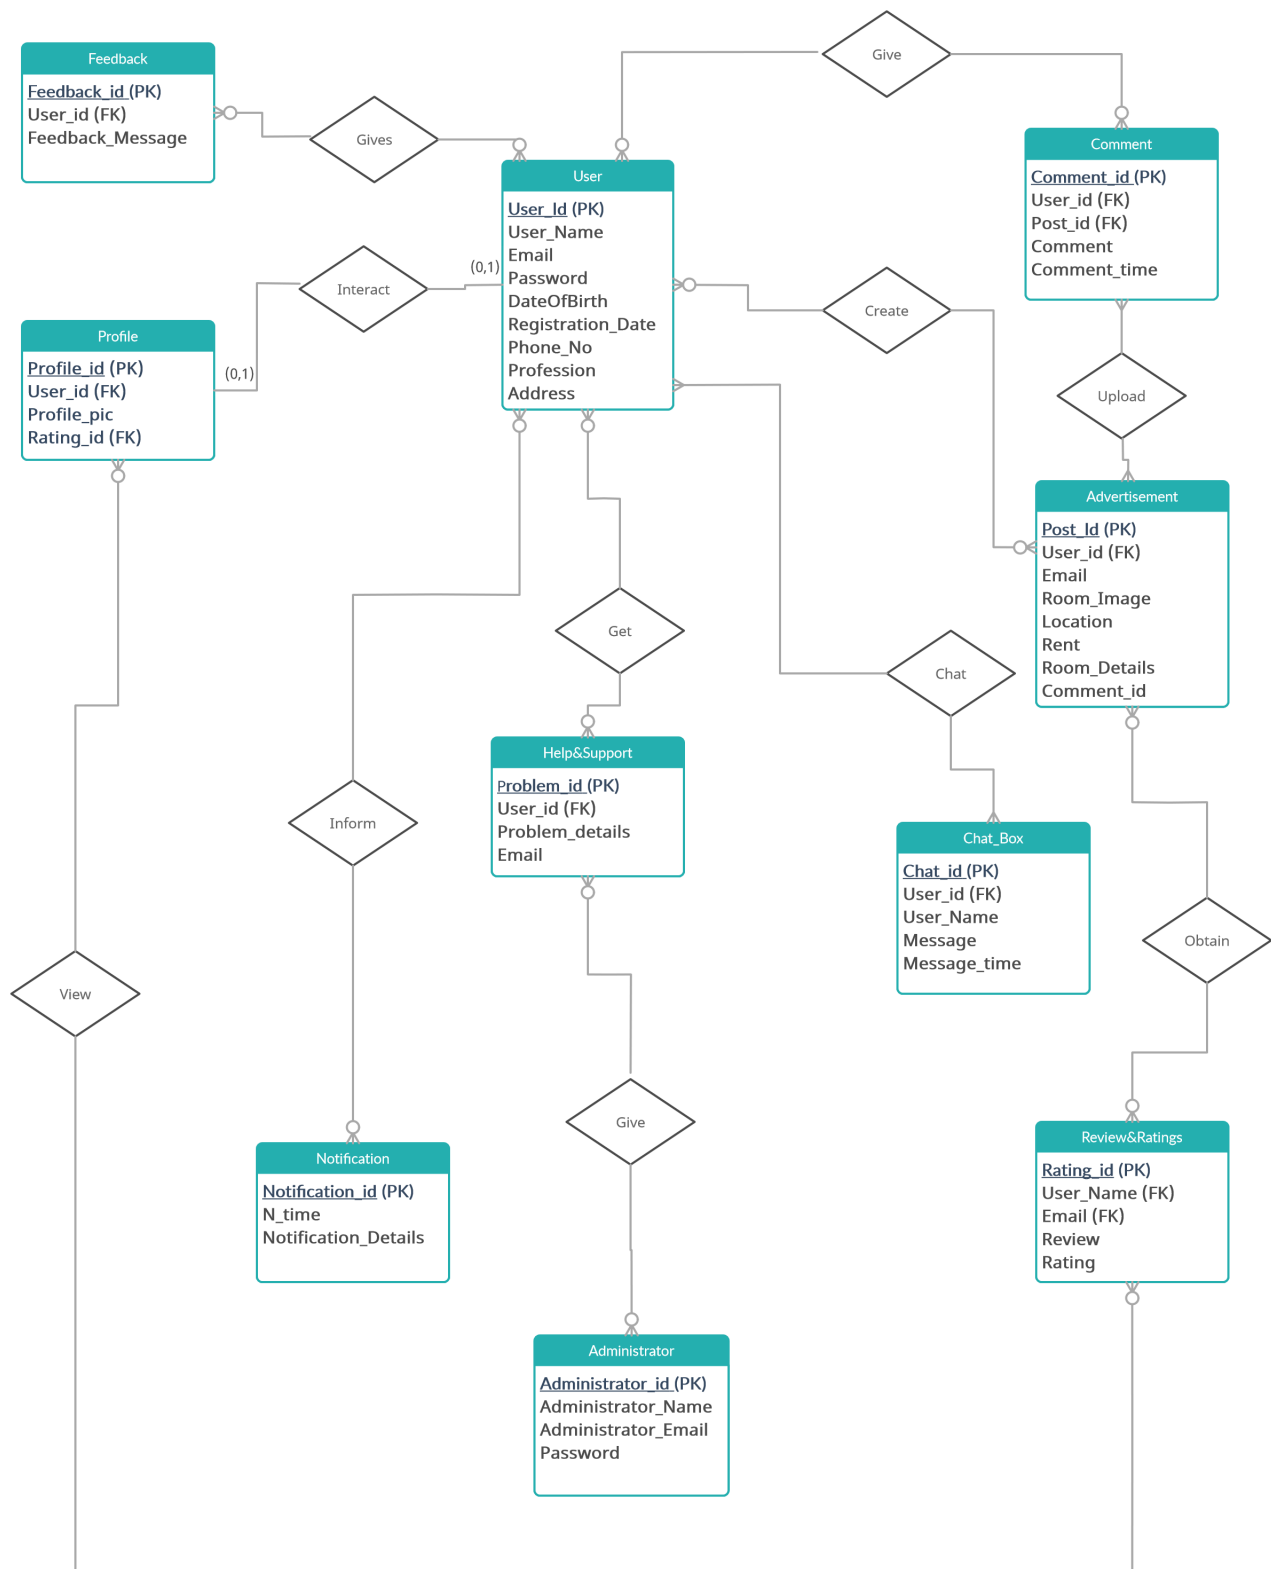 Feedback
Feedback_id (PK)
User_id (FK)
Feedback_Message
Gives
Give
Comment
Comment_id (PK)
User_id (FK)
Post_id (FK)
Comment
Comment_time
User
User_Id (PK)
User_Name
Email
Password
DateOfBirth
Registration_Date
Phone_No
Profession
Address
(0,1)
Interact
Create
Profile
Profile_id (PK)
User_id (FK)
Profile_pic
Rating_id (FK)
(0,1)
Upload
Advertisement
Post_Id (PK)
User_id (FK)
Email
Room_Image
Location
Rent
Room_Details
Comment_id
Get
Chat
Help&Support
Problem_id (PK)
User_id (FK)
Problem_details
Email
Inform
Chat_Box
Chat_id (PK)
User_id (FK)
User_Name
Message
Message_time
Obtain
View
Give
Notification
Notification_id (PK)
N_time
Notification_Details
Review&Ratings
Rating_id (PK)
User_Name (FK)
Email (FK)
Review
Rating
Administrator
Administrator_id (PK)
Administrator_Name
Administrator_Email
Password